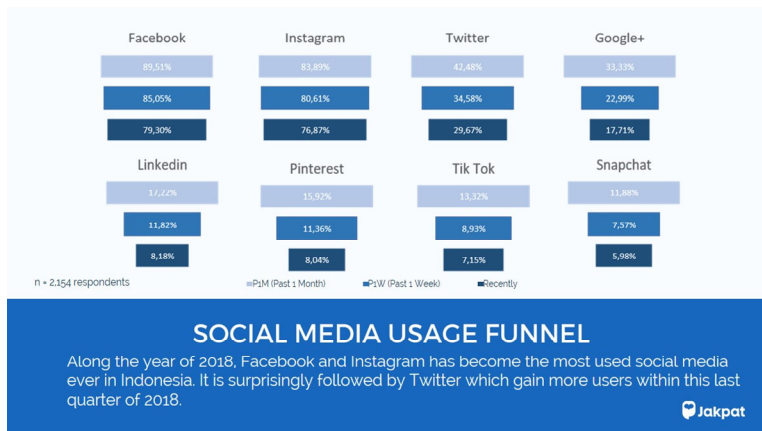 Facebook Instagram Twitter Google+
89,51% 83,89% 42,48% 33,33%
85,05% 80,61% 34,58% 22,99%
79,30% 76,87% 29,67% 17,71%
Linkedin Pinterest Tik Tok Snapchat
17,22% 15,92% 13,32% 11,88%
11,82% 11,36% 8,93% 7,57%
8,18% 8,04% 7,15% 5,98%
n = 2,154 respondents P1M (Past 1 Month) P1W (Past 1 Week) Recently
SOCIAL MEDIA USAGE FUNNEL
Along the year of 2018, Facebook and Instagram has become the most used social media
ever in Indonesia. It is surprisingly followed by Twitter which gain more users within this last
quarter of 2018.
Jakpat